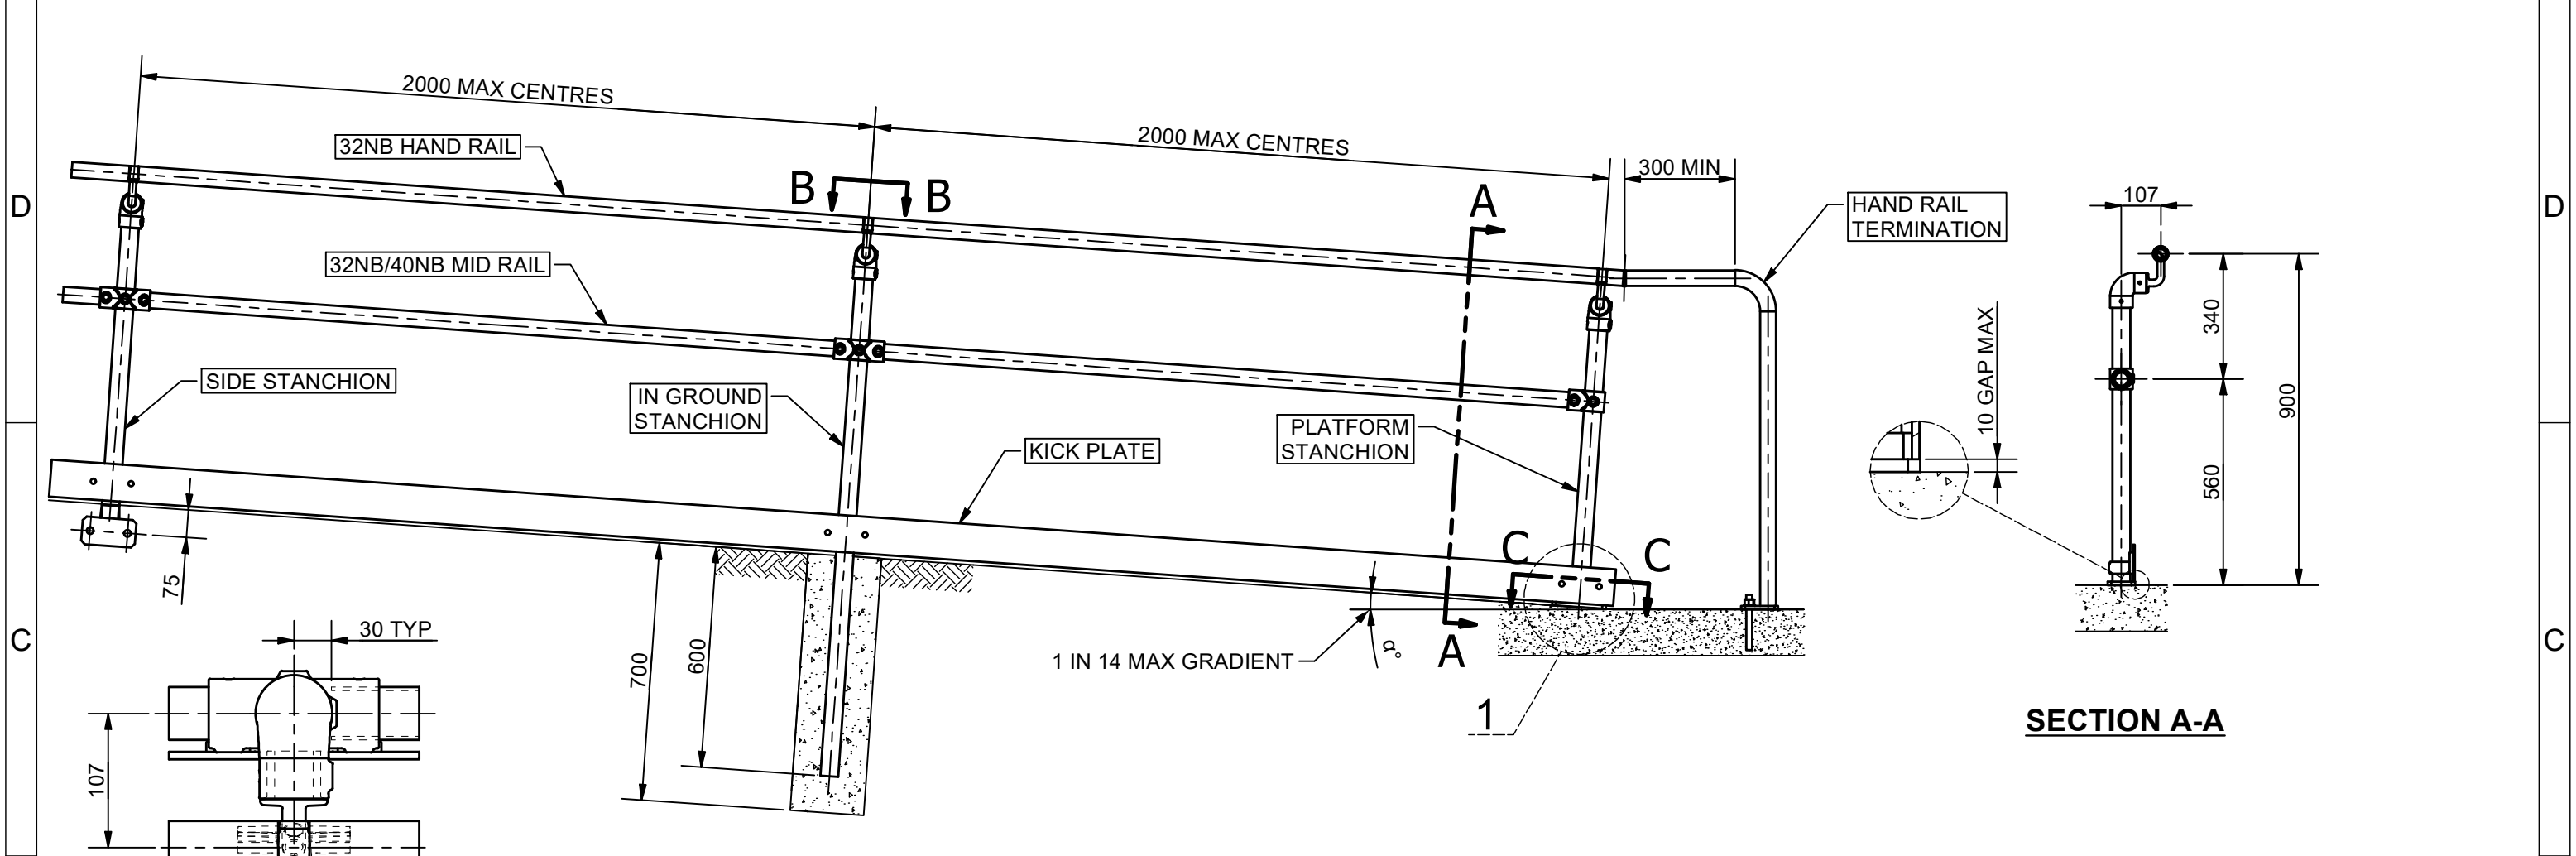 2000 MAX CENTRES
2000 MAX CENTRES
32NB HAND RAIL
300 MIN
B
B
A
HAND RAIL
TERMINATION
107
D
D
32NB/40NB MID RAIL
340
10 GAP MAX
900
SIDE STANCHION
IN GROUND
STANCHION
PLATFORM
STANCHION
KICK PLATE
560
C
C
75
30 TYP
700
600
1 IN 14 MAX GRADIENT
α°
A
C
C
1
SECTION A-A
107